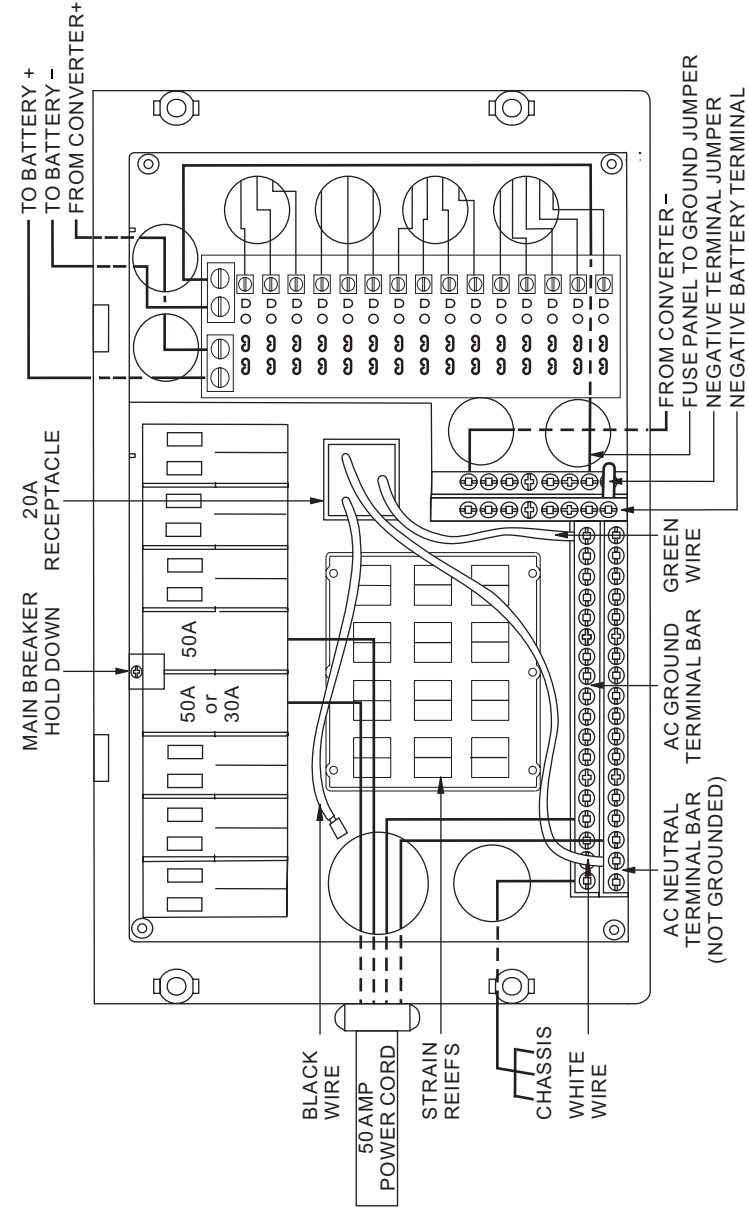 TO BATTERY +
TO BATTERY –
FROM CONVERTER+
20A
RECEPTACLE
MAIN BREAKER
HOLD DOWN
50A
50A
or
30A
FROM CONVERTER–
FUSE PANEL TO GROUND JUMPER
NEGATIVE TERMINAL JUMPER
NEGATIVE BATTERY TERMINAL
GREEN
WIRE
AC GROUND
TERMINAL BAR
AC NEUTRAL
TERMINAL BAR
(NOT GROUNDED)
BLACK
WIRE
50 AMP
POWER CORD
STRAIN
REIEFS
CHASSIS
WHITE
WIRE